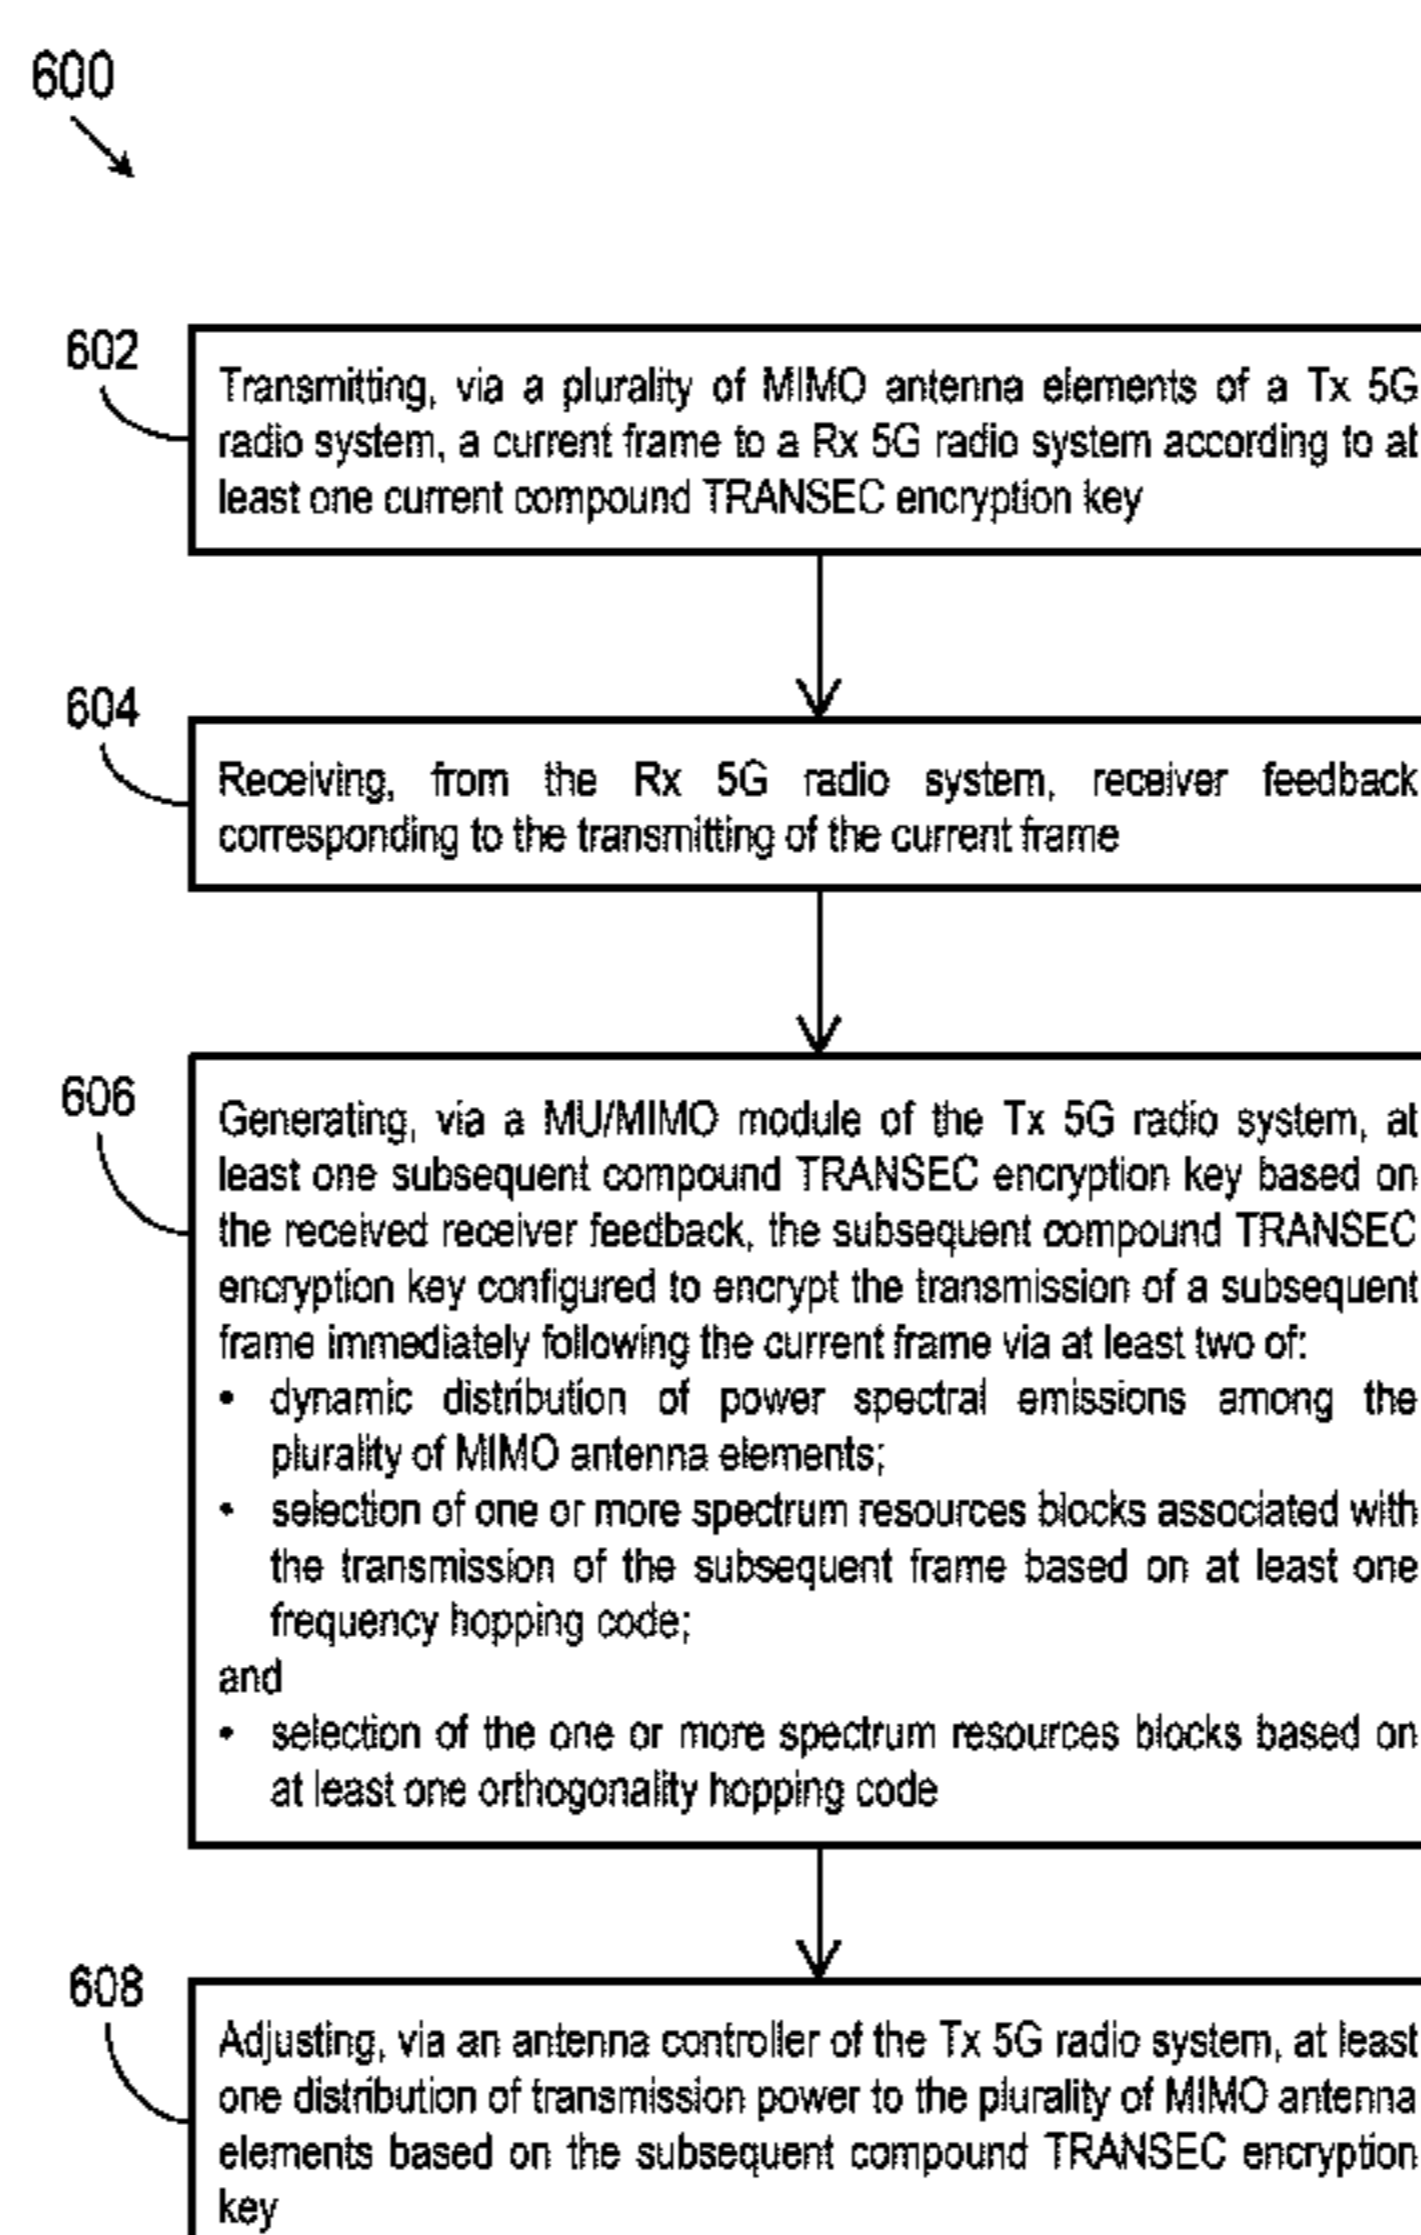 600
602
Transmitting, via a plurality of MIMO antenna elements of a Tx 5G
radio system, a current frame to a Rx 5G radio system according to at
least one current compound TRANSEC encryption key
604
Receiving, from the Rx 5G radio system, receiver feedback
corresponding to the transmitting of the current frame
606
Generating, via a MU/MIMO module of the Tx 5G radio system, at
least one subsequent compound TRANSEC encryption key based on
the received receiver feedback, the subsequent compound TRANSEC
encryption key configured to encrypt the transmission of a subsequent
frame immediately following the current frame via at least two of:
• dynamic distribution of power spectral emissions among the
plurality of MIMO antenna elements;
• selection of one or more spectrum resources blocks associated with
the transmission of the subsequent frame based on at least one
frequency hopping code;
and
• selection of the one or more spectrum resources blocks based on
at least one orthogonality hopping code
608
Adjusting, via an antenna controller of the Tx 5G radio system, at least
one distribution of transmission power to the plurality of MIMO antenna
elements based on the subsequent compound TRANSEC encryption
key